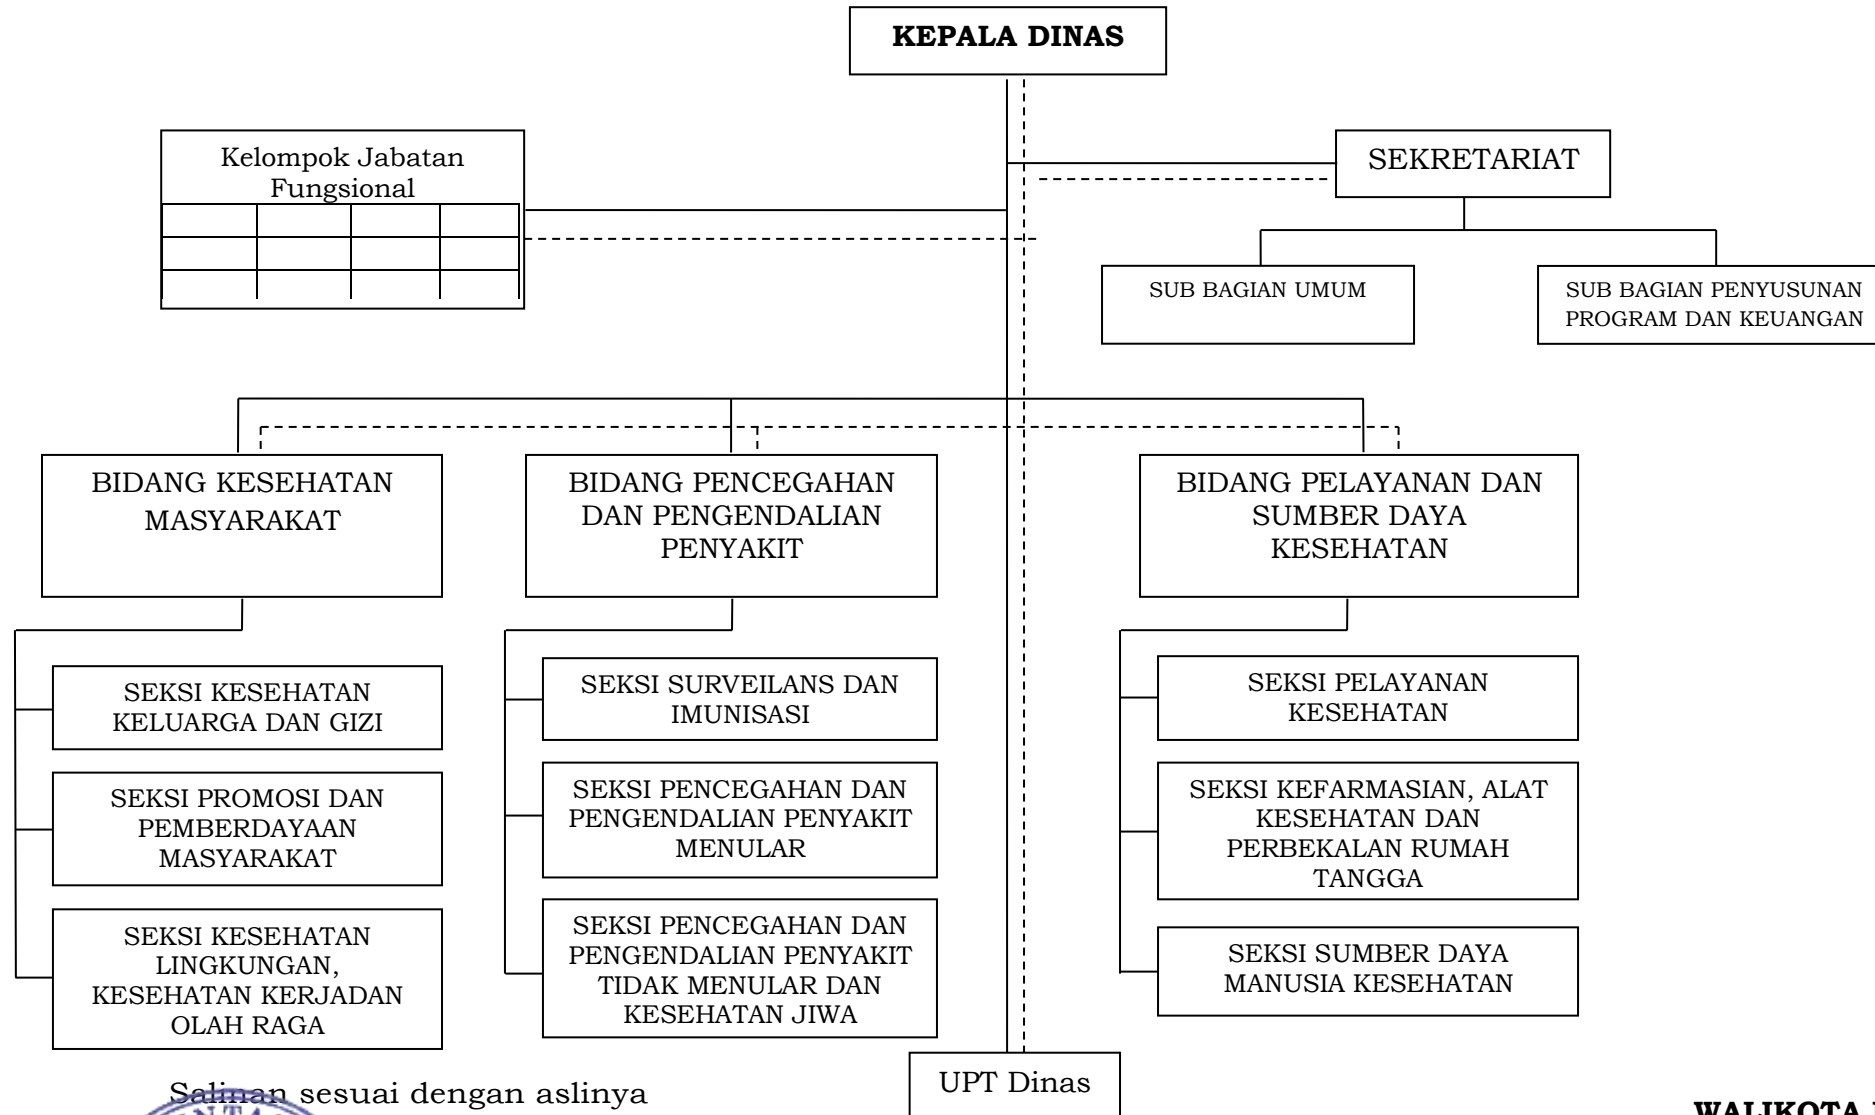 KEPALA DINAS
Kelompok Jabatan
Fungsional
SEKRETARIAT
SUB BAGIAN UMUM
SUB BAGIAN PENYUSUNAN
PROGRAM DAN KEUANGAN
BIDANG KESEHATAN
MASYARAKAT
BIDANG PENCEGAHAN
DAN PENGENDALIAN
PENYAKIT
BIDANG PELAYANAN DAN
SUMBER DAYA
KESEHATAN
SEKSI KESEHATAN
KELUARGA DAN GIZI
SEKSI PROMOSI DAN
PEMBERDAYAAN
MASYARAKAT
SEKSI KESEHATAN
LINGKUNGAN,
KESEHATAN KERJADAN
OLAH RAGA
SEKSI SURVEILANS DAN
IMUNISASI
SEKSI PENCEGAHAN DAN
PENGENDALIAN PENYAKIT
MENULAR
SEKSI PENCEGAHAN DAN
PENGENDALIAN PENYAKIT
TIDAK MENULAR DAN
KESEHATAN JIWA
SEKSI PELAYANAN
KESEHATAN
SEKSI KEFARMASIAN, ALAT
KESEHATAN DAN
PERBEKALAN RUMAH
TANGGA
SEKSI SUMBER DAYA
MANUSIA KESEHATAN
UPT Dinas
Salinan sesuai dengan aslinya
WALIKOTA